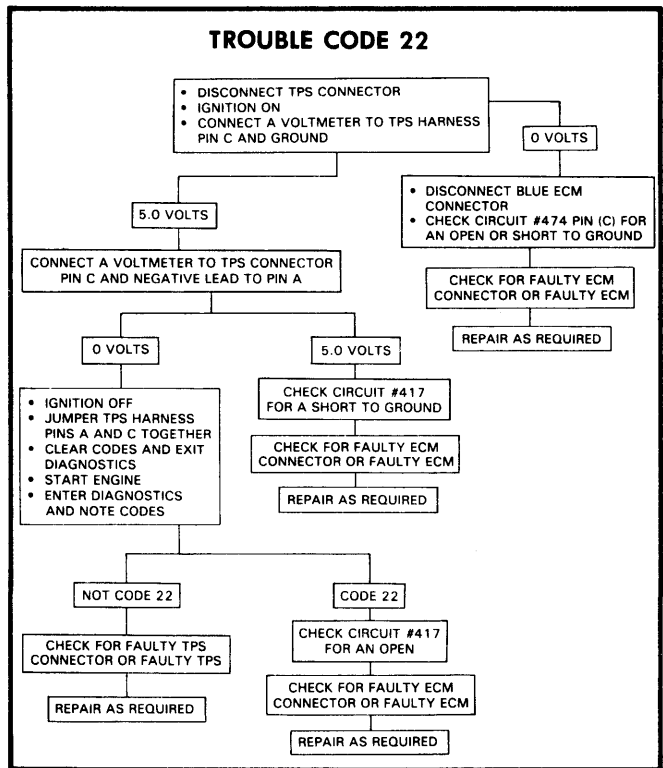 TROUBLE CODE 22
• DISCONNECT TPS CONNECTOR
• IGNITION ON
• CONNECT A VOLTMETER TO TPS HARNESS
PIN C AND GROUND
0 VOLTS
• DISCONNECT BLUE ECM
CONNECTOR
• CHECK CIRCUIT #474 PIN (C) FOR
AN OPEN OR SHORT TO GROUND
CHECK FOR FAULTY ECM
CONNECTOR OR FAULTY ECM
REPAIR AS REQUIRED
5.0 VOLTS
CONNECT A VOLTMETER TO TPS CONNECTOR
PIN C AND NEGATIVE LEAD TO PIN A
0 VOLTS
• IGNITION OFF
• JUMPER TPS HARNESS
PINS A AND C TOGETHER
• CLEAR CODES AND EXIT
DIAGNOSTICS
• START ENGINE
• ENTER DIAGNOSTICS
AND NOTE CODES
5.0 VOLTS
CHECK CIRCUIT #417
FOR A SHORT TO GROUND
CHECK FOR FAULTY ECM
CONNECTOR OR FAULTY ECM
REPAIR AS REQUIRED
NOT CODE 22
CHECK FOR FAULTY TPS
CONNECTOR OR FAULTY TPS
REPAIR AS REQUIRED
CODE 22
CHECK CIRCUIT #417
FOR AN OPEN
CHECK FOR FAULTY ECM
CONNECTOR OR FAULTY ECM
REPAIR AS REQUIRED